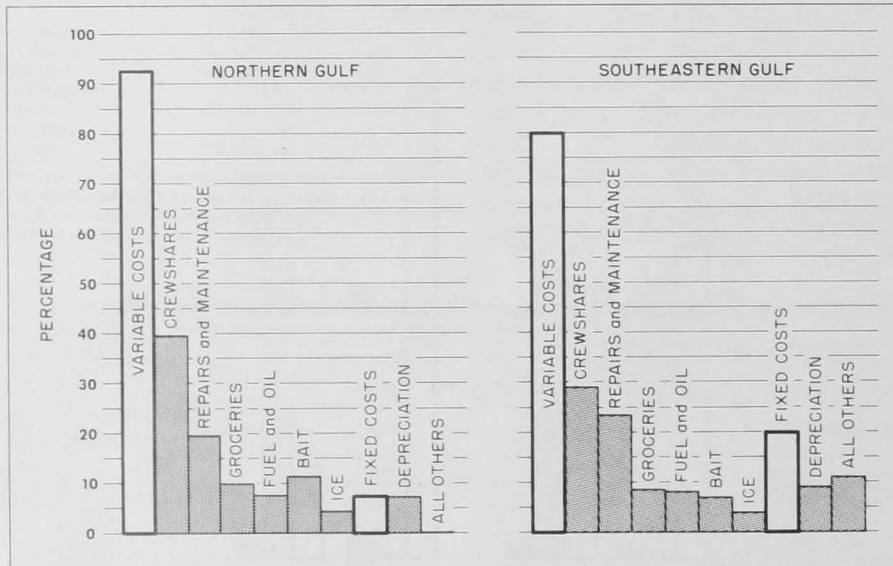 100
90
80
70
60
50
40
30
20
10
0
PERCENTAGE
NORTHERN GULF
VARIABLE COSTS
CREWSHARES
REPAIRS and MAINTENANCE
GROCERIES
FUEL and OIL
BAIT
ICE
FIXED COSTS
DEPRECIATION
ALL OTHERS
SOUTHEASTERN GULF
VARIABLE COSTS
CREWSHARES
REPAIRS and MAINTENANCE
GROCERIES
FUEL and OIL
BAIT
ICE
FIXED COSTS
DEPRECIATION
ALL OTHERS